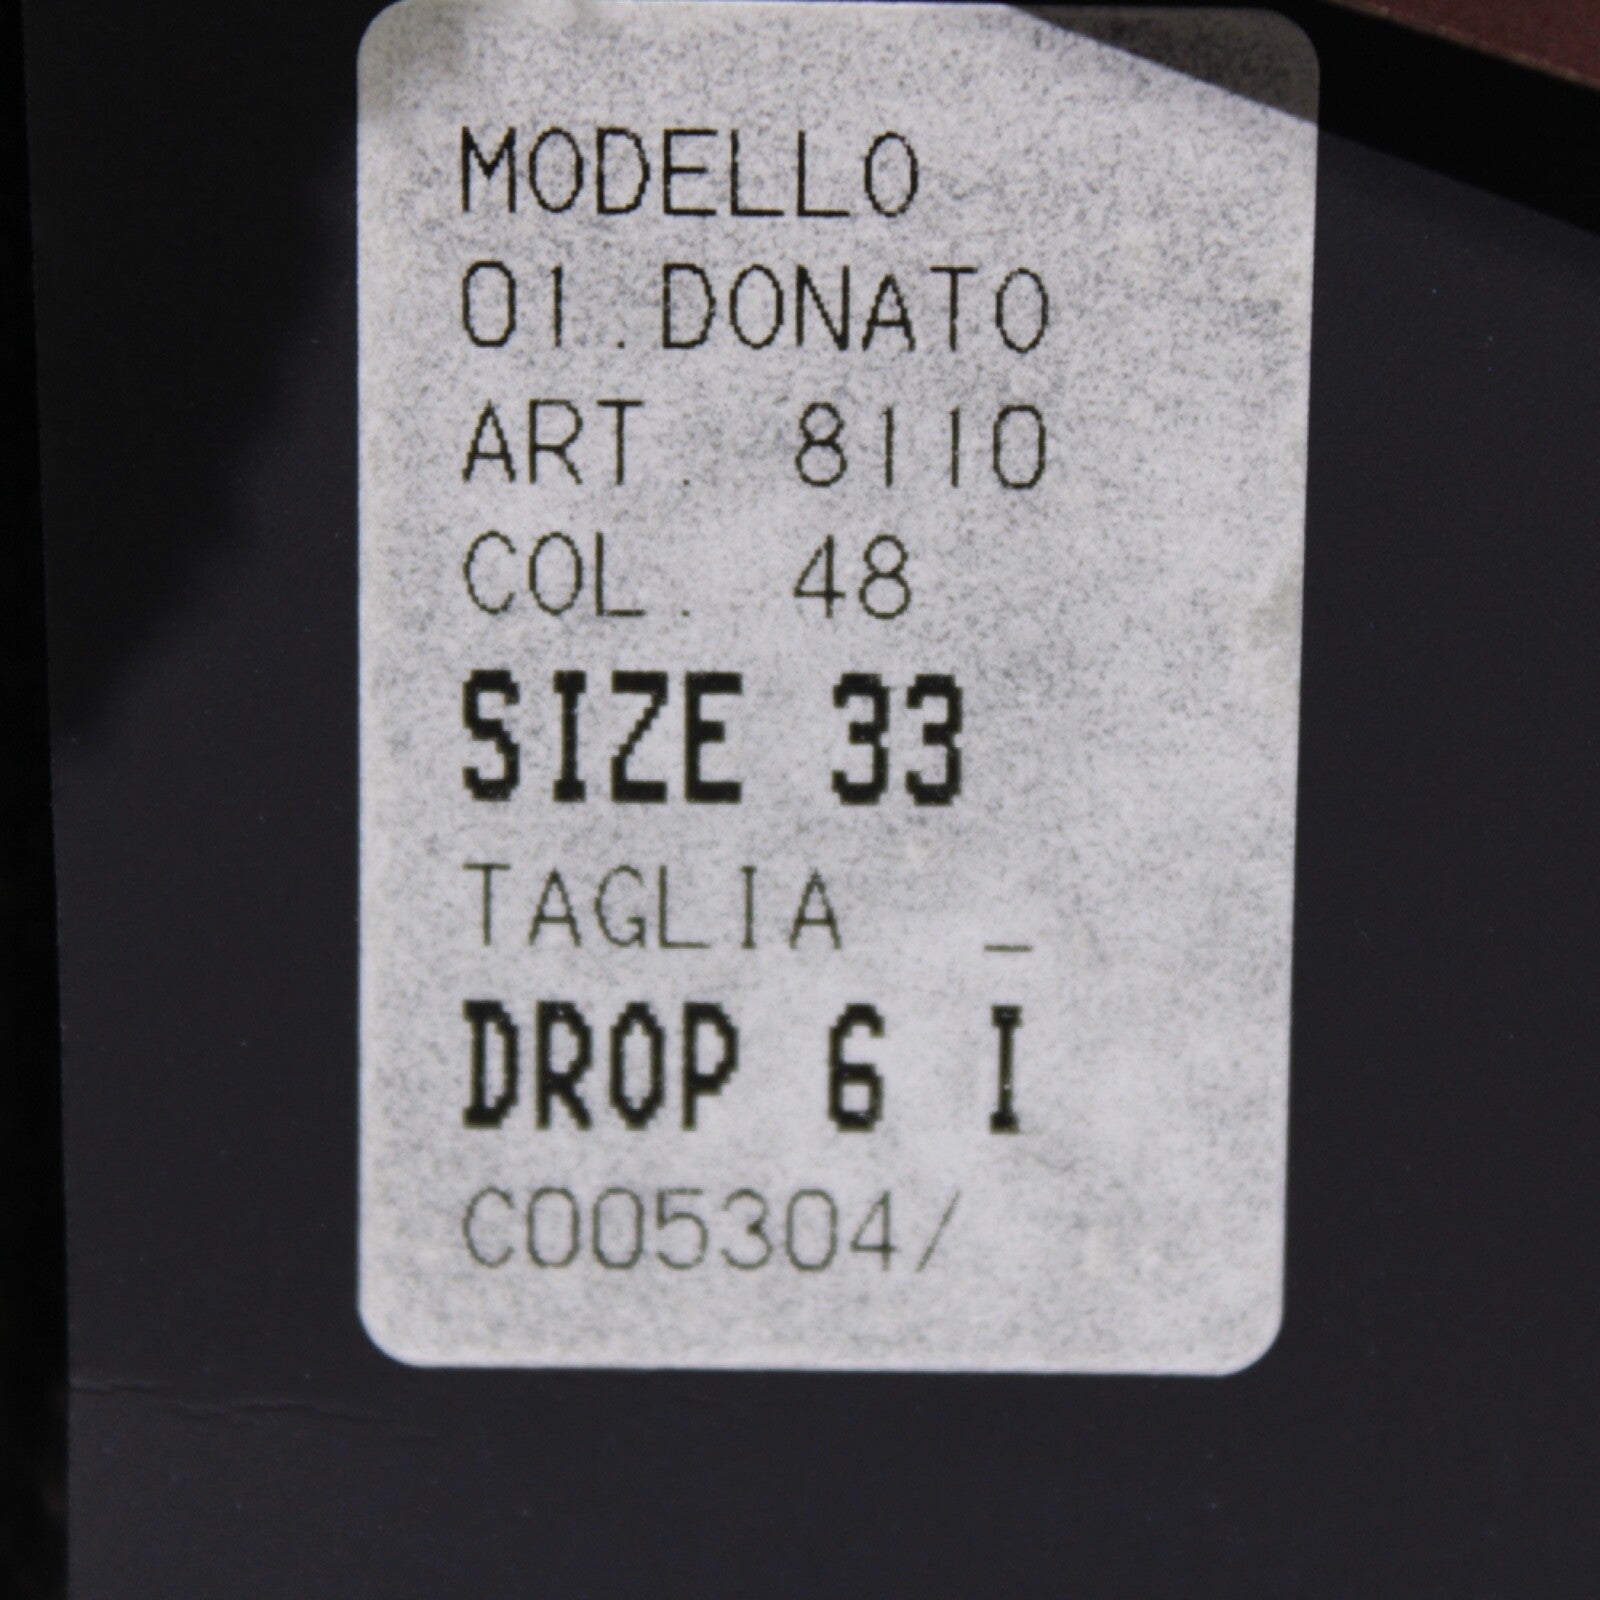 MODELLO
01.DONATO
ART. 8110
COL. 48
SIZE 33
TAGLIA _
DROP 6 I
C005304/